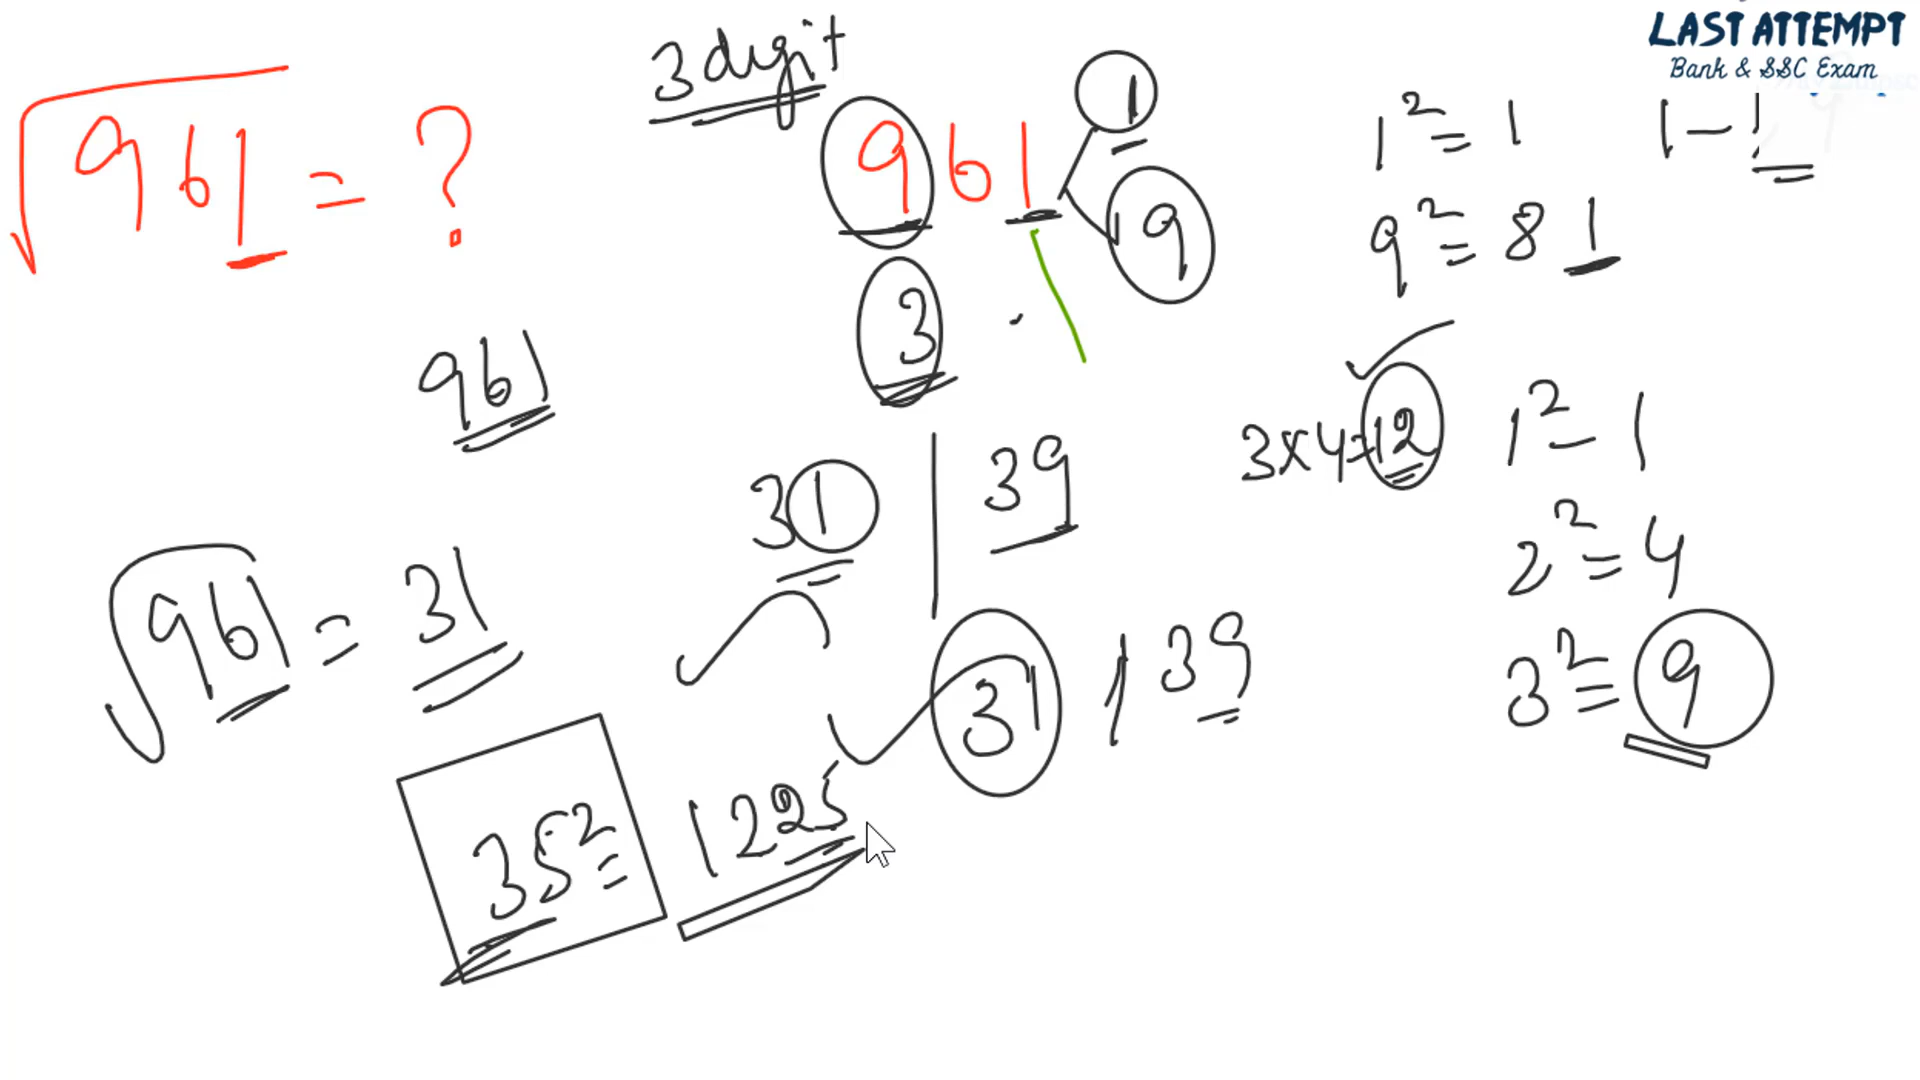 LAST ATTEMPT
Bank & SSC Exam
3 digit
√961 = ?
961
1
9
3
1² = 1
1 –
9² = 81
961
3×4=12
1² = 1
31 | 39
2² = 4
√961 = 31
31 | 39
3² = 9
35² = 1225